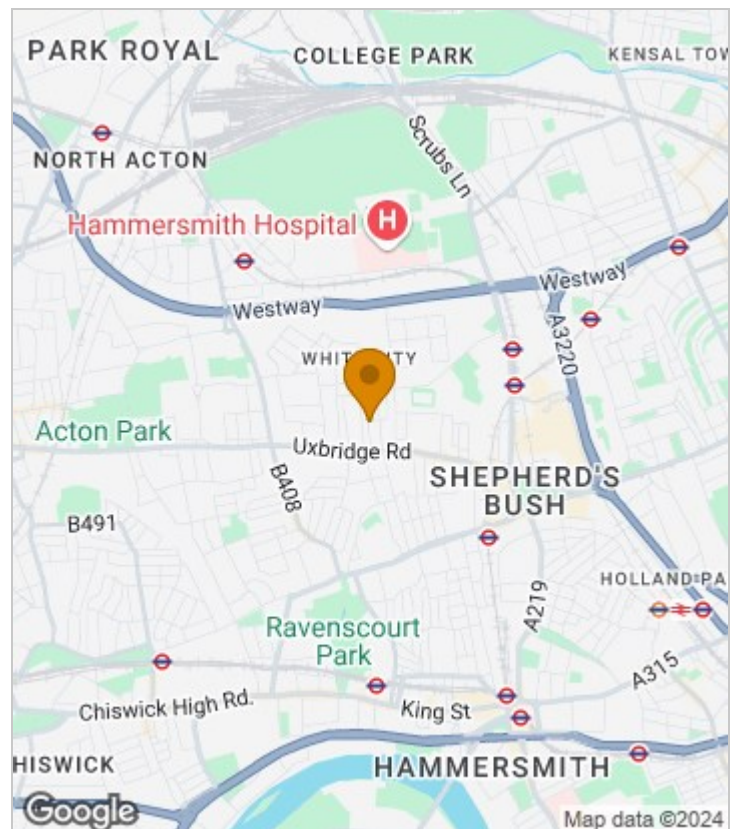 PARK ROYAL
COLLEGE PARK
KENSAL TOW
Scrubs Ln
NORTH ACTON
Hammersmith Hospital
H
Westway
Westway
A3220
WHIT CITY
Acton Park
Uxbridge Rd
SHEPHERD'S
BUSH
B408
B491
HOLLAND PA
A219
Ravenscourt
Park
A315
Chiswick High Rd.
King St
HISWICK
HAMMERSMITH
Google
Map data ©2024